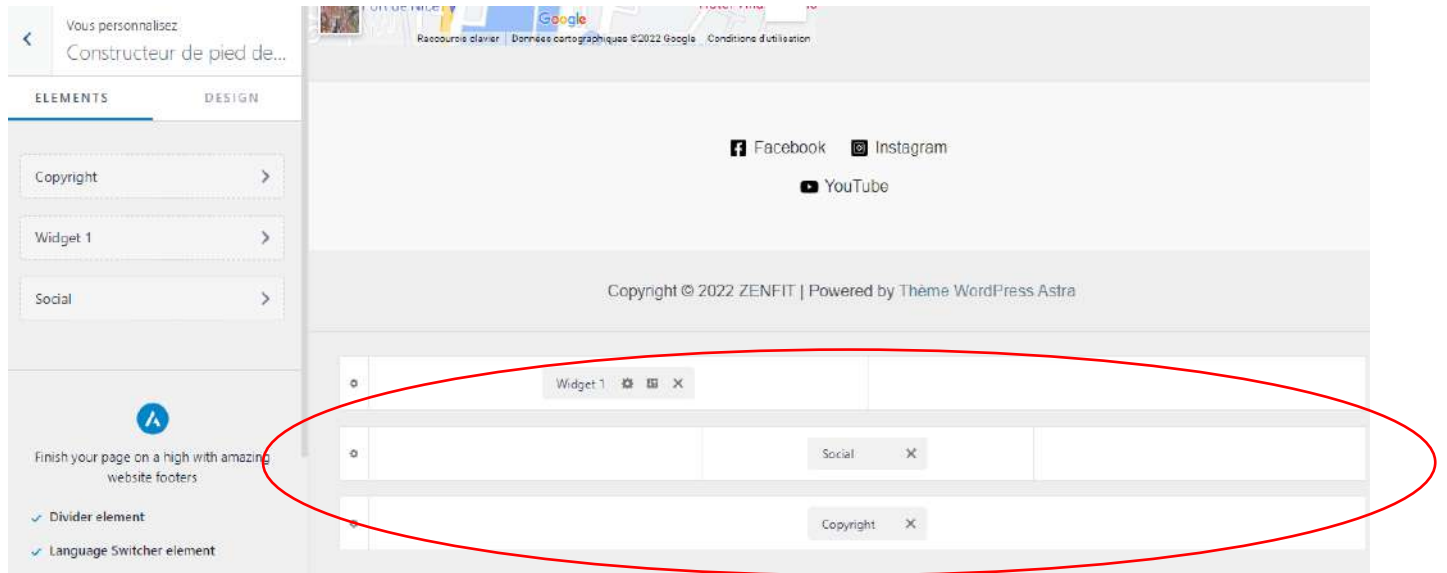 Vous personnalisez
Constructeur de pied de...
ELEMENTS DESIGN
Copyright
Widget 1
Social
Finish your page on a high with amazing
website footers
Divider element
Language Switcher element
Google
Raccourcis clavier Données cartographiques ©2022 Google Conditions d'utilisation
Facebook Instagram
YouTube
Copyright © 2022 ZENFIT | Powered by Thème WordPress Astra
Widget 1
Social
Copyright